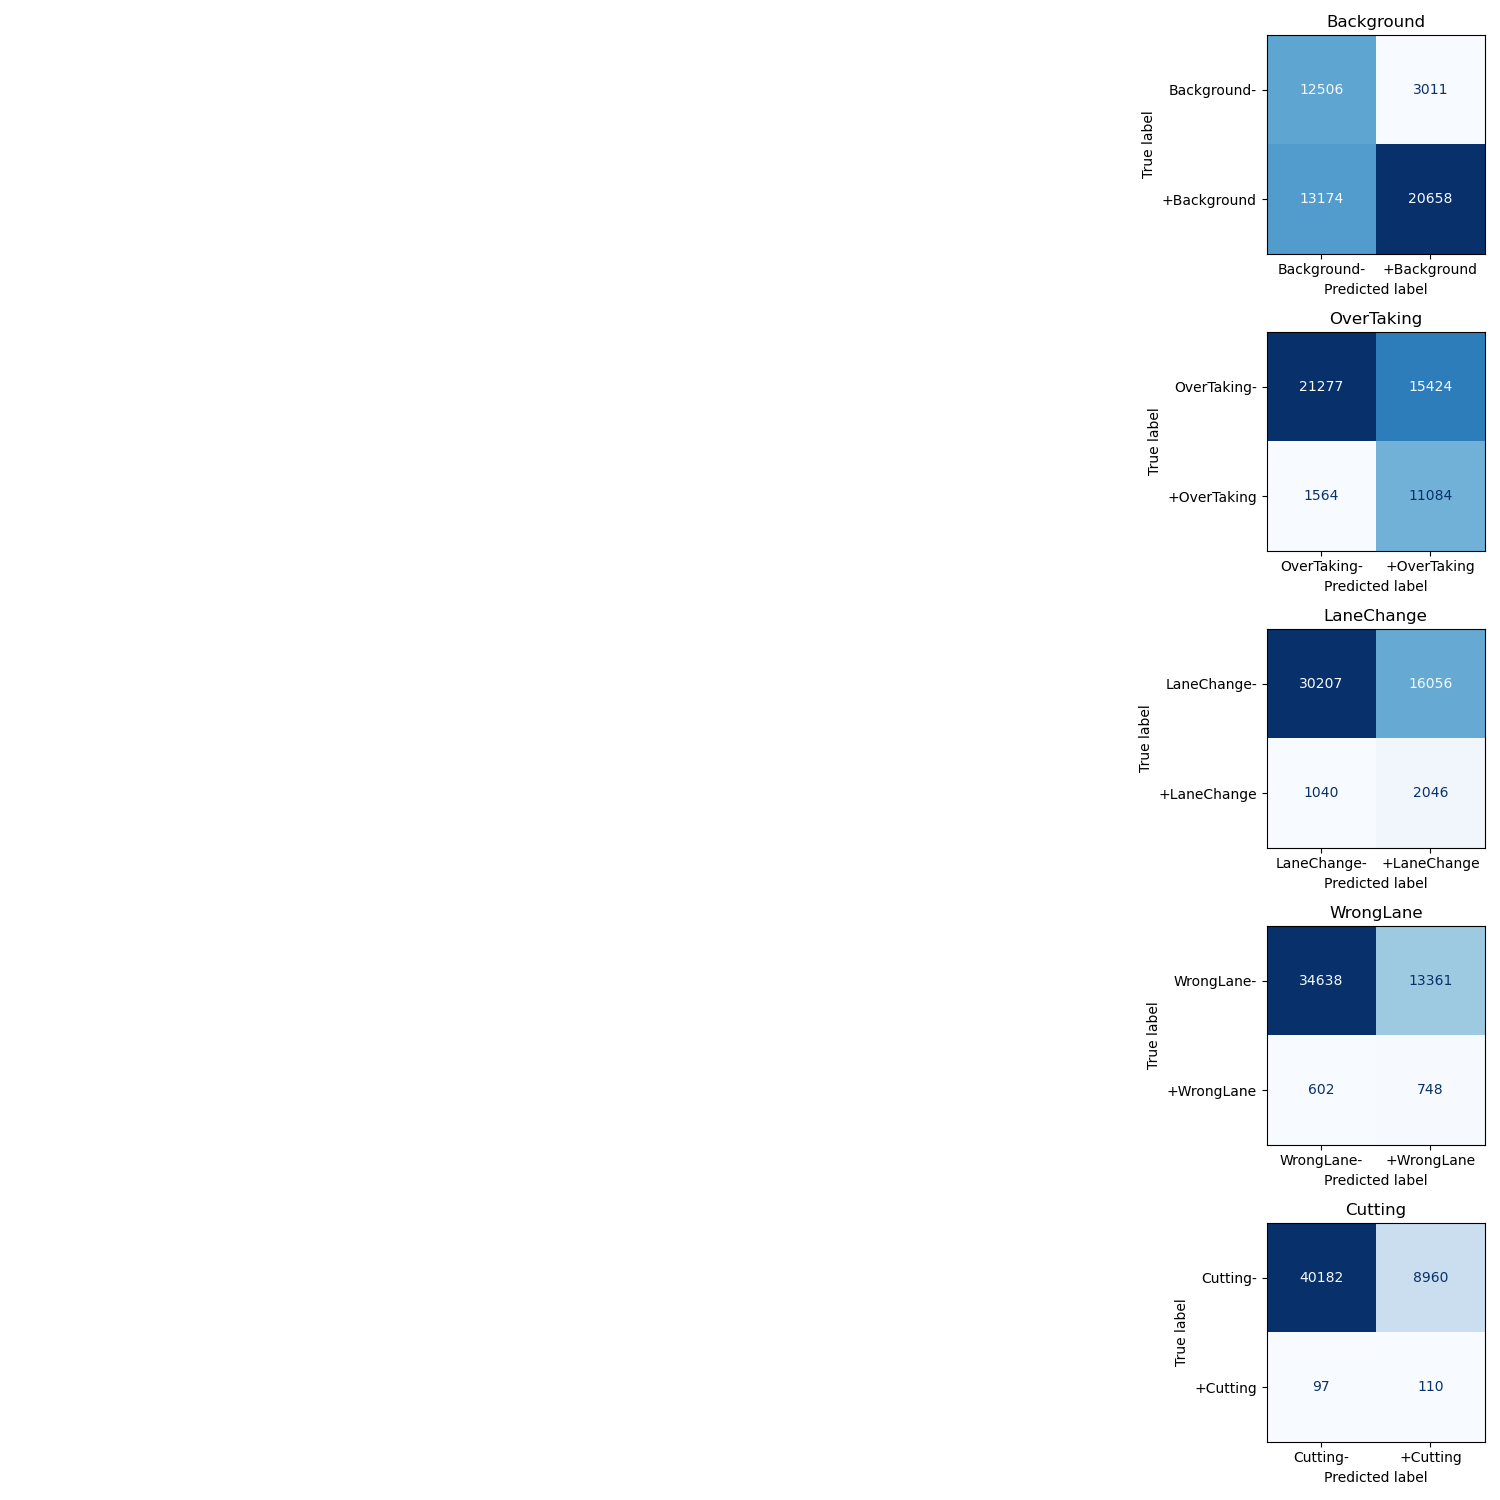 Background
Background-
12506 3011
True label
+Background
13174 20658
Background- +Background
Predicted label
OverTaking
OverTaking-
21277 15424
True label
+OverTaking
1564 11084
OverTaking- +OverTaking
Predicted label
LaneChange
LaneChange-
30207 16056
True label
+LaneChange
1040 2046
LaneChange- +LaneChange
Predicted label
WrongLane
WrongLane-
34638 13361
True label
+WrongLane
602 748
WrongLane- +WrongLane
Predicted label
Cutting
Cutting-
40182 8960
True label
+Cutting
97 110
Cutting- +Cutting
Predicted label